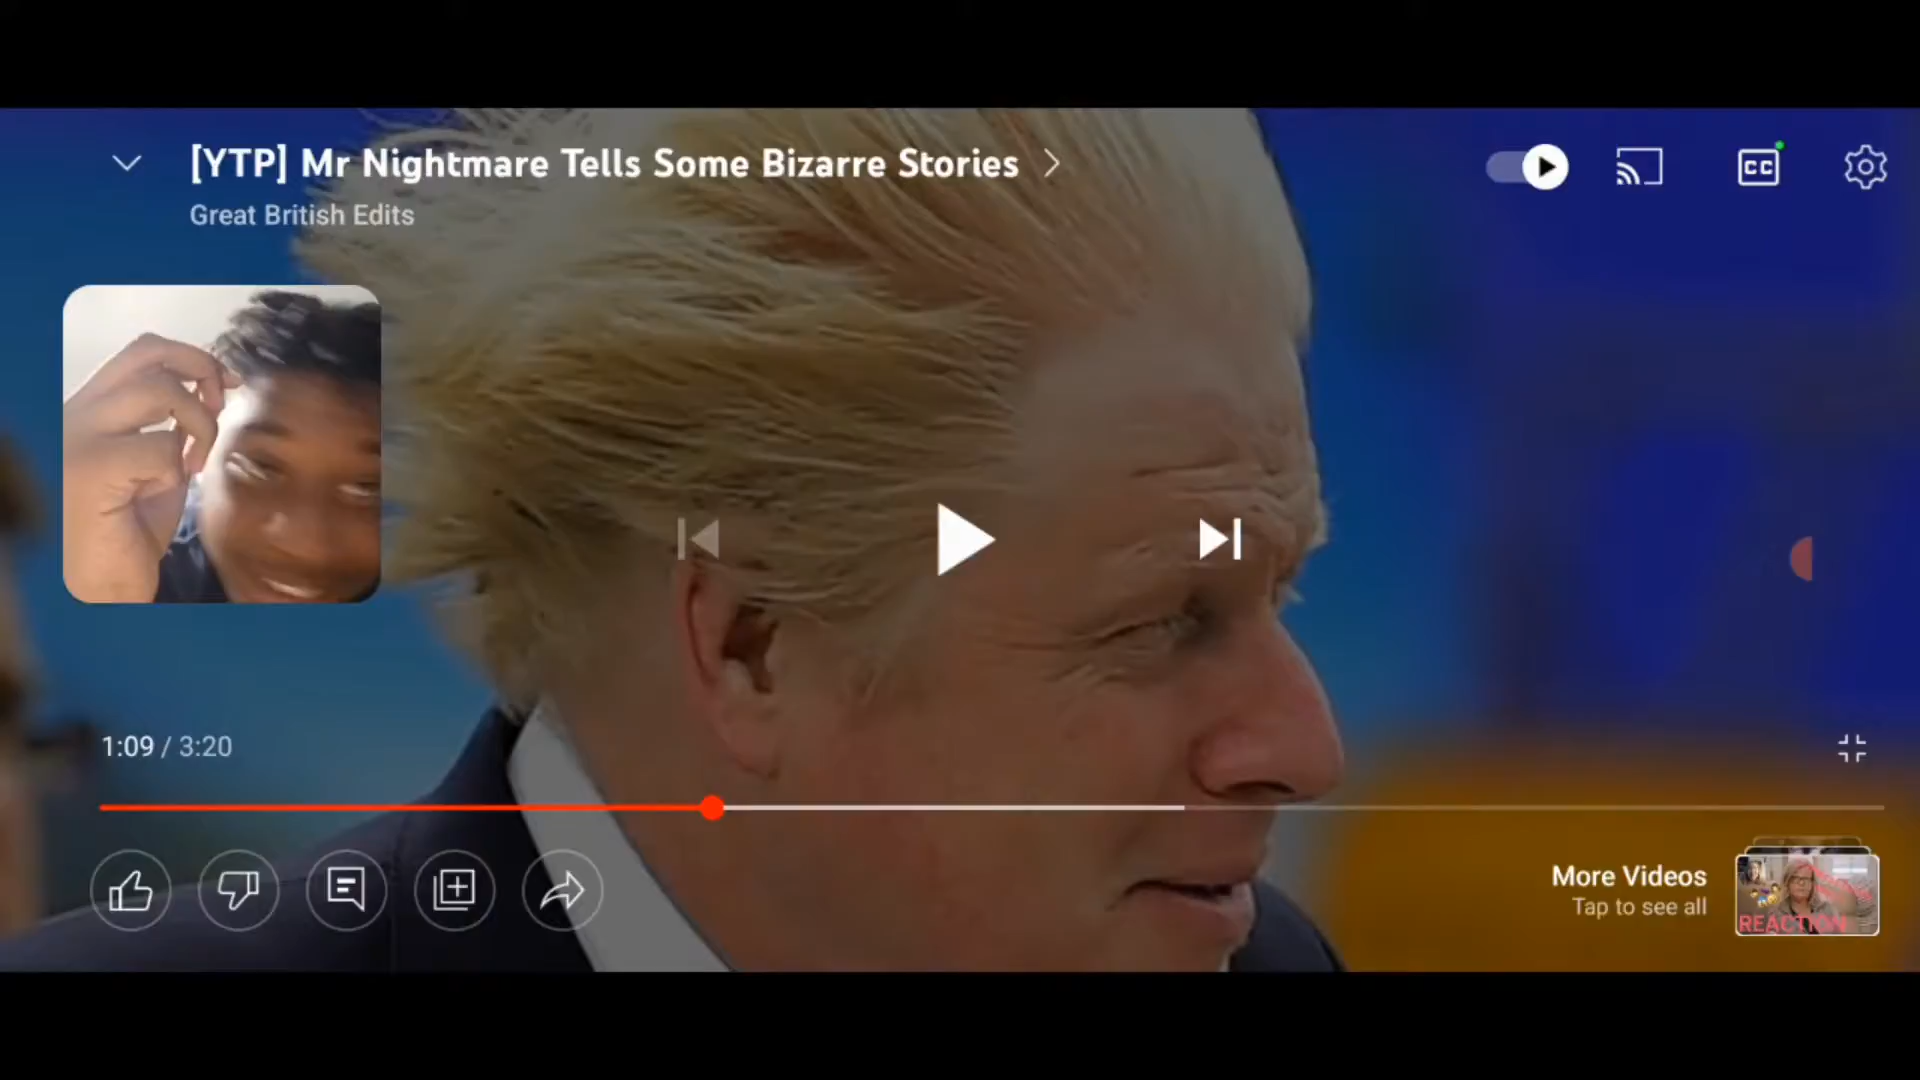 [YTP] Mr Nightmare Tells Some Bizarre Stories
CC
Great British Edits
1:09 / 3:20
More Videos
Tap to see all
REACTION